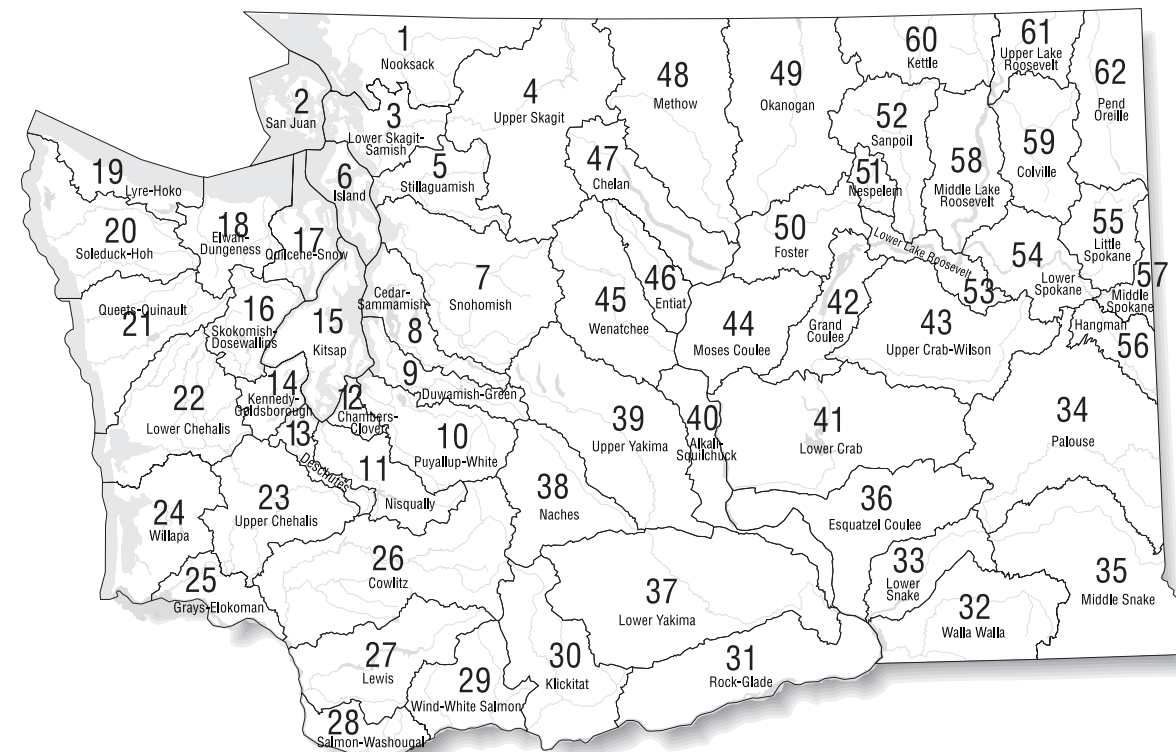 1
Nooksack
2
San Juan
3
Lower Skagit-
Samish
4
Upper Skagit
5
Stillaguamish
6
Island
7
Snohomish
Cedar-
Sammamish
8
9
Duwamish-Green
10
Puyallup-White
11
Nisqually
12
Chambers-
Clover
13
Deschutes
14
Kennedy-
Goldsborough
15
Kitsap
16
Skokomish-
Dosewallips
17
Quilcene-Snow
18
Elwah-
Dungeness
19
Lyre-Hoko
20
Soleduck-Hoh
Queets-Quinault
21
22
Lower Chehalis
23
Upper Chehalis
24
Willapa
25
Grays-Elokoman
26
Cowlitz
27
Lewis
28
Salmon-Washougal
29
Wind-White Salmon
30
Klickitat
31
Rock-Glade
32
Walla Walla
33
Lower
Snake
34
Palouse
35
Middle Snake
36
Esquatzel Coulee
37
Lower Yakima
38
Naches
39
Upper Yakima
40
Alkali-
Squilchuck
41
Lower Crab
42
Grand
Coulee
43
Upper Crab-Wilson
44
Moses Coulee
45
Wenatchee
46
Entiat
47
Chelan
48
Methow
49
Okanogan
50
Foster
51
Nespelem
52
Sanpoil
Lower Lake Roosevelt
53
54
Lower
Spokane
55
Little
Spokane
Hangman
56
57
Middle
Spokane
58
Middle Lake
Roosevelt
59
Colville
60
Kettle
61
Upper Lake
Roosevelt
62
Pend
Oreille